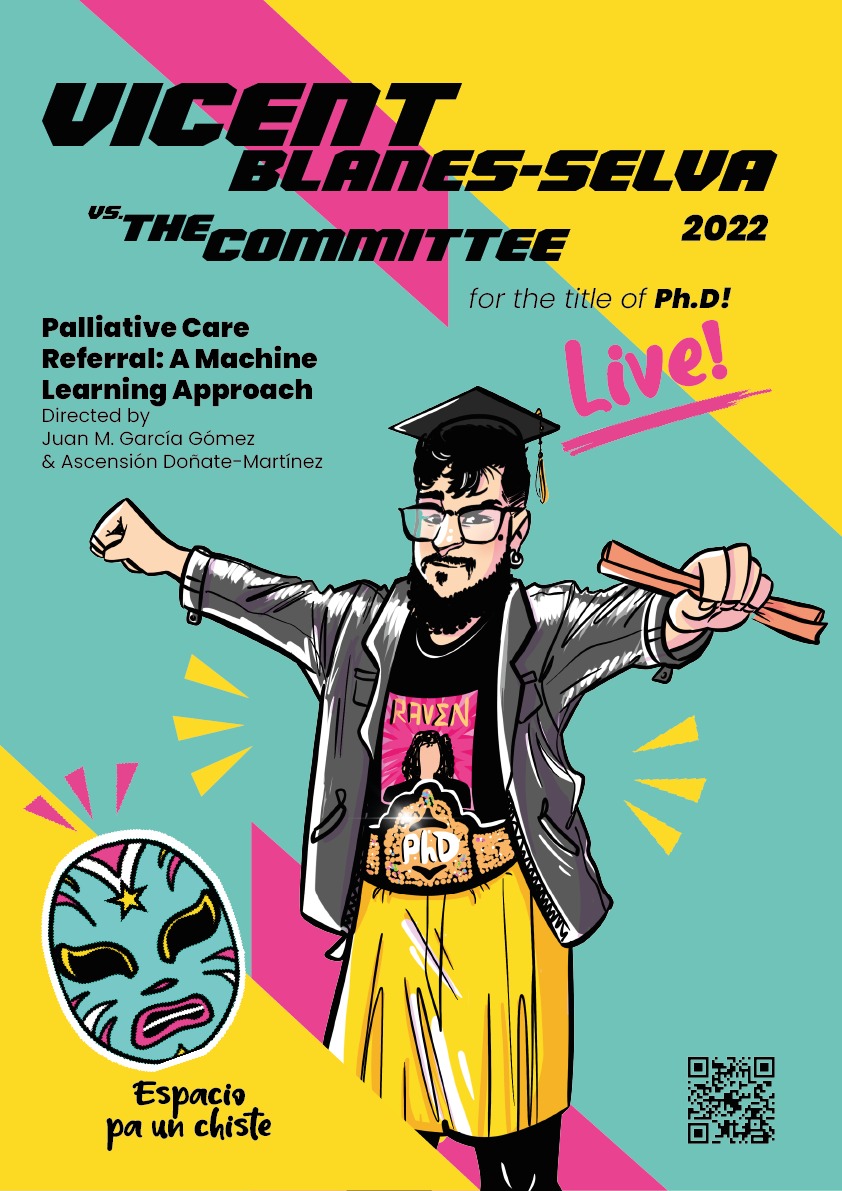 VICENT
BLANES-SELVA
VS. THE
COMMITTEE
2022
for the title of Ph.D!
Live!
Palliative Care
Referral: A Machine
Learning Approach
Directed by
Juan M. García Gómez
& Ascensión Doñate-Martínez
RAVEN
PhD
Espacio
pa un chiste